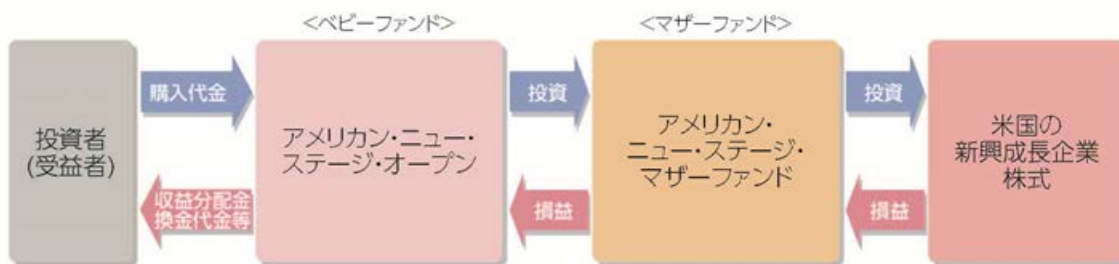 <ベビーファンド>
<マザーファンド>
投資者
(受益者)
購入代金
収益分配金
換金代金等
アメリカン・ニュー・
ステージ・オープン
投資
損益
アメリカン・
ニュー・ステージ・
マザーファンド
投資
損益
米国の
新興成長企業
株式